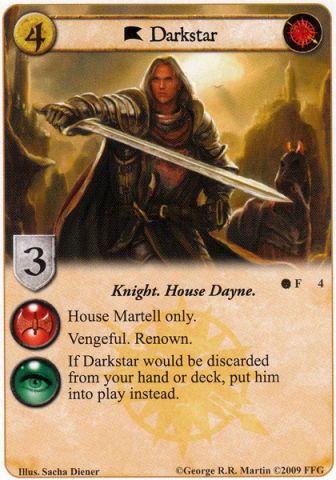 4
Darkstar
3
Knight. House Dayne.
F 4
House Martell only.
Vengeful. Renown.
If Darkstar would be discarded
from your hand or deck, put him
into play instead.
Illus. Sacha Diener
©George R.R. Martin ©2009 FFG